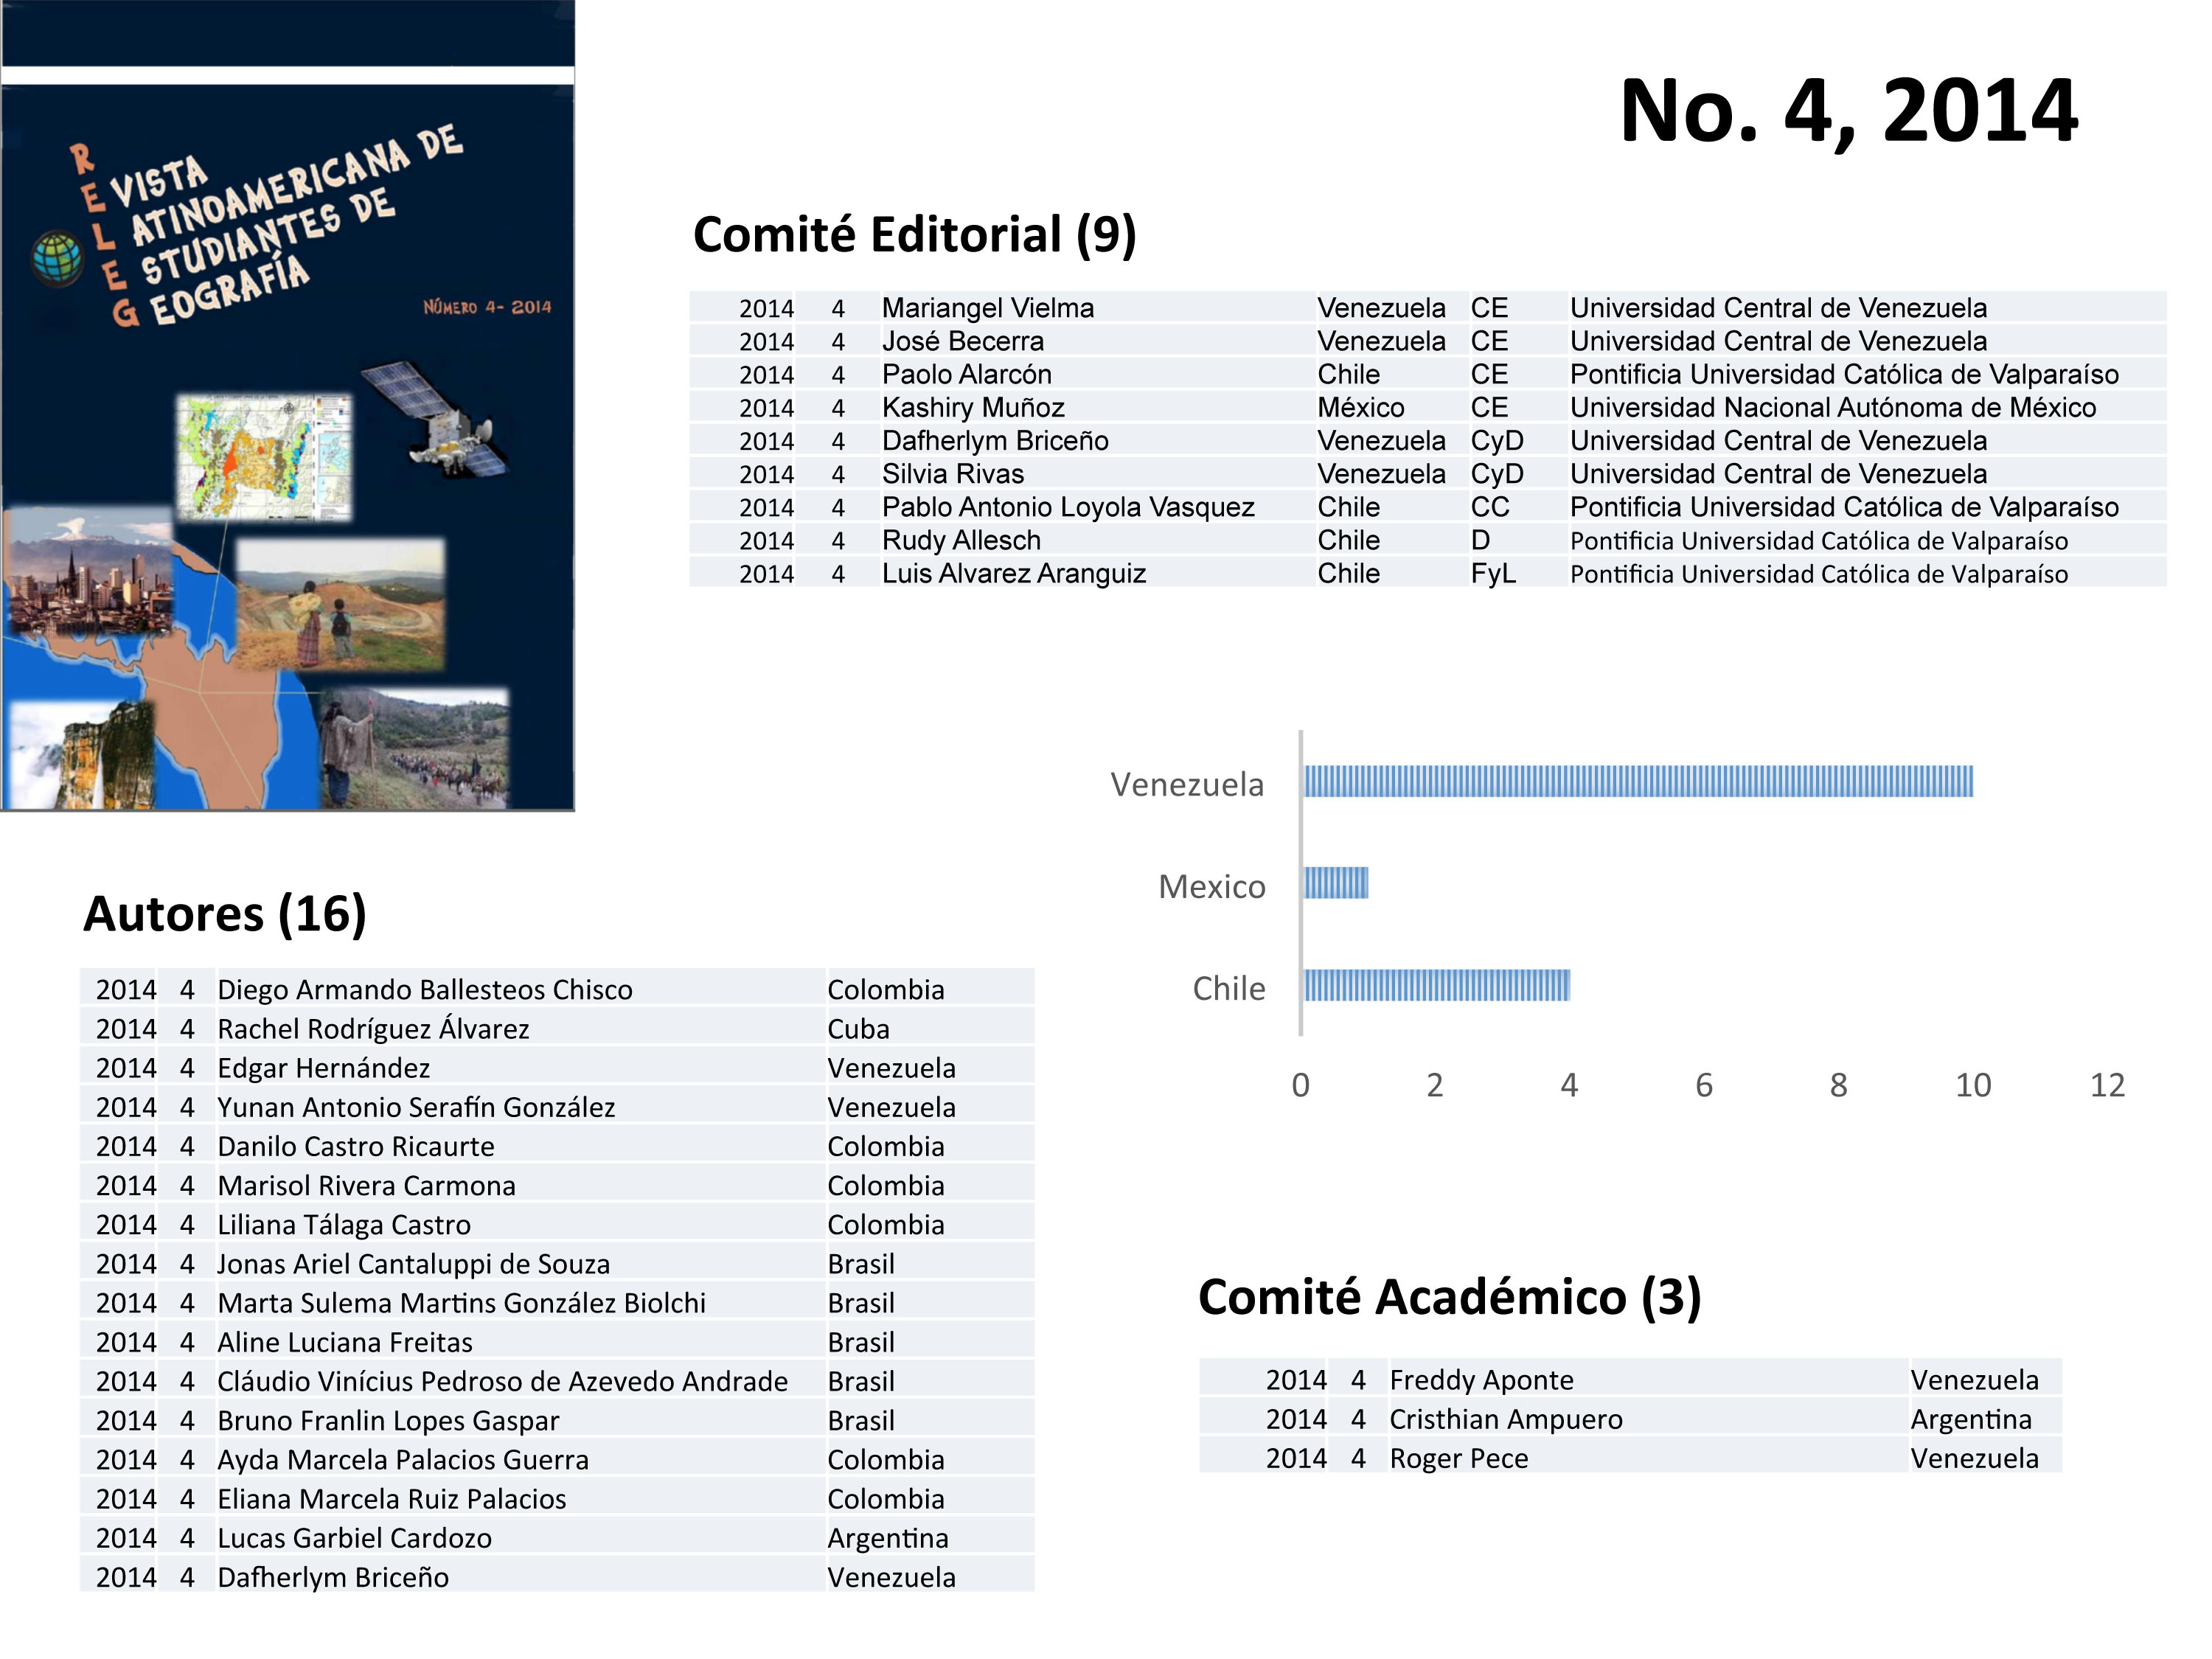 REVISTA
LATINOAMERICANA DE
ESTUDIANTES DE
GEOGRAFÍA
NÚMERO 4- 2014
No. 4, 2014
Comité Editorial (9)
2014 4 Mariangel Vielma Venezuela CE Universidad Central de Venezuela
2014 4 José Becerra Venezuela CE Universidad Central de Venezuela
2014 4 Paolo Alarcón Chile CE Pontificia Universidad Católica de Valparaíso
2014 4 Kashiry Muñoz México CE Universidad Nacional Autónoma de México
2014 4 Dafherlym Briceño Venezuela CyD Universidad Central de Venezuela
2014 4 Silvia Rivas Venezuela CyD Universidad Central de Venezuela
2014 4 Pablo Antonio Loyola Vasquez Chile CC Pontificia Universidad Católica de Valparaíso
2014 4 Rudy Allesch Chile D Pontificia Universidad Católica de Valparaíso
2014 4 Luis Alvarez Aranguiz Chile FyL Pontificia Universidad Católica de Valparaíso
Venezuela
Mexico
Chile
0 2 4 6 8 10 12
Autores (16)
2014 4 Diego Armando Ballesteos Chisco Colombia
2014 4 Rachel Rodríguez Álvarez Cuba
2014 4 Edgar Hernández Venezuela
2014 4 Yunan Antonio Serafín González Venezuela
2014 4 Danilo Castro Ricaurte Colombia
2014 4 Marisol Rivera Carmona Colombia
2014 4 Liliana Tálaga Castro Colombia
2014 4 Jonas Ariel Cantaluppi de Souza Brasil
2014 4 Marta Sulema Martins González Biolchi Brasil
2014 4 Aline Luciana Freitas Brasil
2014 4 Cláudio Vinícius Pedroso de Azevedo Andrade Brasil
2014 4 Bruno Franlin Lopes Gaspar Brasil
2014 4 Ayda Marcela Palacios Guerra Colombia
2014 4 Eliana Marcela Ruiz Palacios Colombia
2014 4 Lucas Garbiel Cardozo Argentina
2014 4 Dafherlym Briceño Venezuela
Comité Académico (3)
2014 4 Freddy Aponte Venezuela
2014 4 Cristhian Ampuero Argentina
2014 4 Roger Pece Venezuela